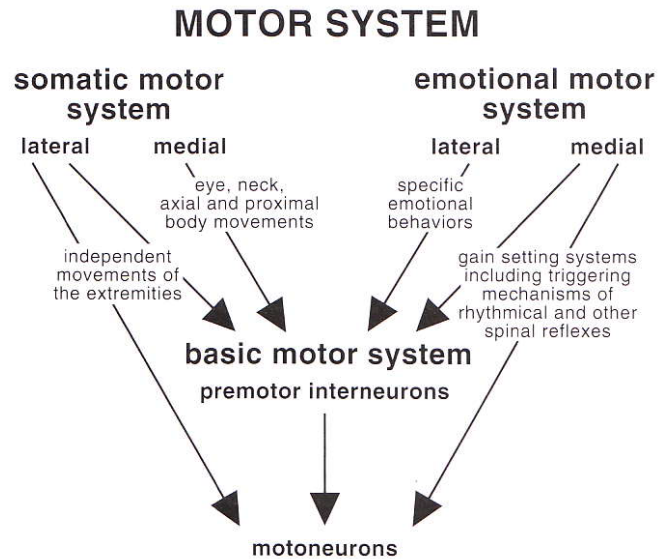 MOTOR SYSTEM
somatic motor
system
lateral medial
eye, neck,
axial and proximal
body movements
independent
movements of
the extremities
emotional motor
system
lateral medial
specific
emotional
behaviors
gain setting systems
including triggering
mechanisms of
rhythmical and other
spinal reflexes
basic motor system
premotor interneurons
motoneurons